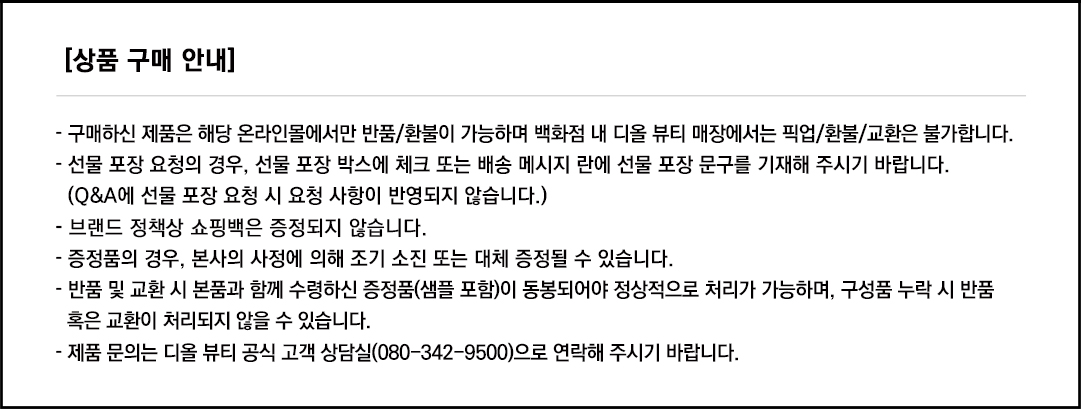 [상품 구매 안내]
- 구매하신 제품은 해당 온라인몰에서만 반품/환불이 가능하며 백화점 내 디올 뷰티 매장에서는 픽업/환불/교환은 불가합니다.
- 선물 포장 요청의 경우, 선물 포장 박스에 체크 또는 배송 메시지 란에 선물 포장 문구를 기재해 주시기 바랍니다.
(Q&A에 선물 포장 요청 시 요청 사항이 반영되지 않습니다.)
- 브랜드 정책상 쇼핑백은 증정되지 않습니다.
- 증정품의 경우, 본사의 사정에 의해 조기 소진 또는 대체 증정될 수 있습니다.
- 반품 및 교환 시 본품과 함께 수령하신 증정품(샘플 포함)이 동봉되어야 정상적으로 처리가 가능하며, 구성품 누락 시 반품
혹은 교환이 처리되지 않을 수 있습니다.
- 제품 문의는 디올 뷰티 공식 고객 상담실(080-342-9500)으로 연락해 주시기 바랍니다.